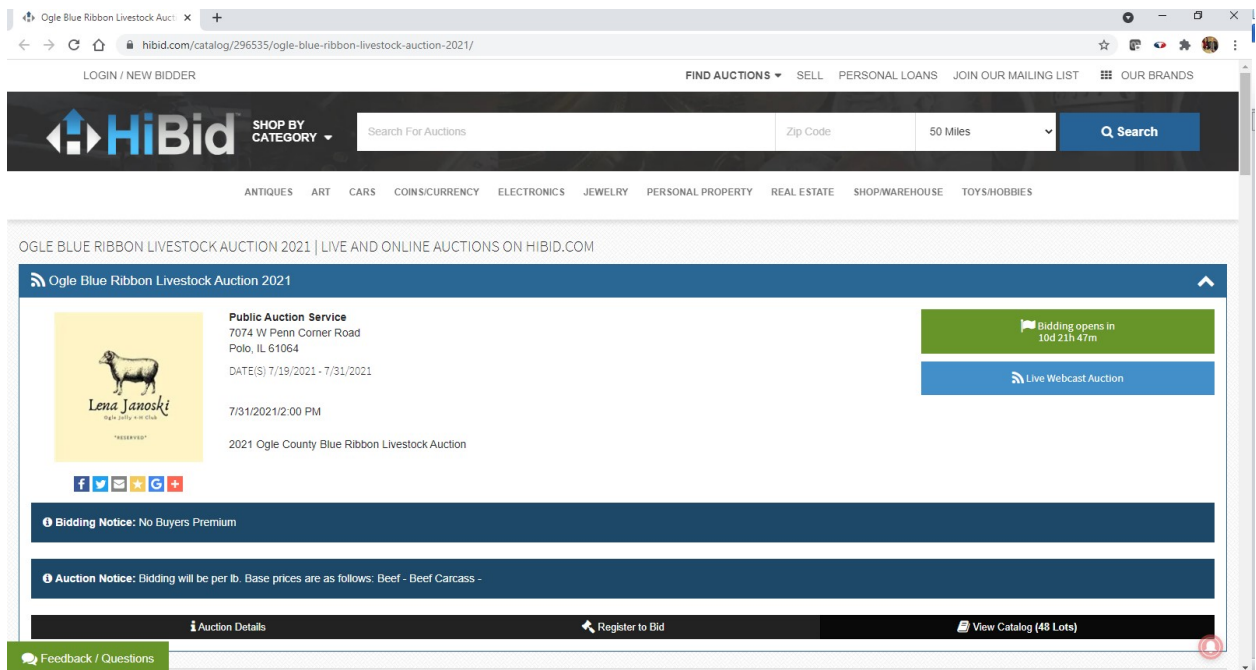 Ogle Blue Ribbon Livestock Auct
hibid.com/catalog/296535/ogle-blue-ribbon-livestock-auction-2021/
LOGIN / NEW BIDDER FIND AUCTIONS SELL PERSONAL LOANS JOIN OUR MAILING LIST OUR BRANDS
HiBid SHOP BY CATEGORY Search For Auctions Zip Code 50 Miles Search
ANTIQUES ART CARS COINS/CURRENCY ELECTRONICS JEWELRY PERSONAL PROPERTY REAL ESTATE SHOP/WAREHOUSE TOYS/HOBBIES
OGLE BLUE RIBBON LIVESTOCK AUCTION 2021 | LIVE AND ONLINE AUCTIONS ON HIBID.COM
Ogle Blue Ribbon Livestock Auction 2021
Lena Janoski
Ogle Jolly 4-H Club
"RESERVED"
Public Auction Service
7074 W Penn Corner Road
Polo, IL 61064
DATE(S) 7/19/2021 - 7/31/2021
7/31/2021/2:00 PM
2021 Ogle County Blue Ribbon Livestock Auction
Bidding opens in
10d 21h 47m
Live Webcast Auction
Bidding Notice: No Buyers Premium
Auction Notice: Bidding will be per lb. Base prices are as follows: Beef - Beef Carcass -
Auction Details Register to Bid View Catalog (48 Lots)
Feedback / Questions